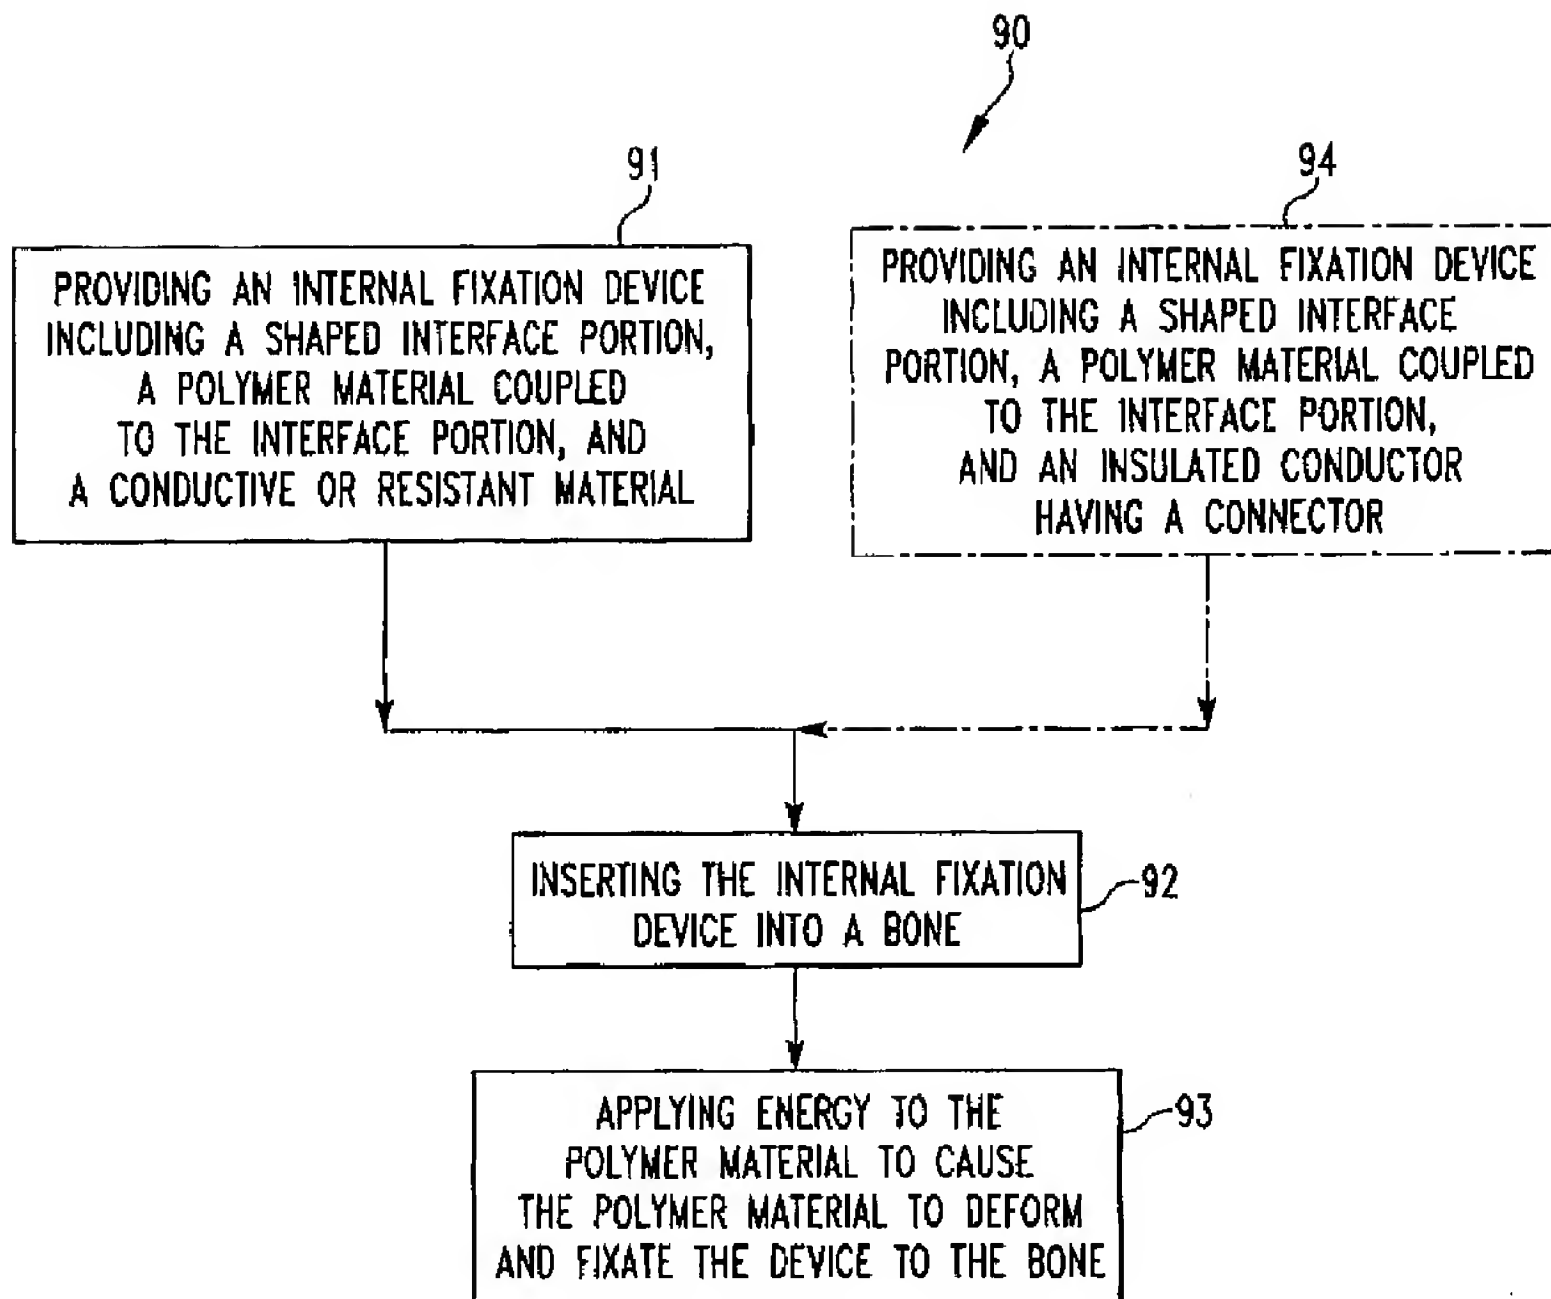 90
91
PROVIDING AN INTERNAL FIXATION DEVICE
INCLUDING A SHAPED INTERFACE PORTION,
A POLYMER MATERIAL COUPLED
TO THE INTERFACE PORTION, AND
A CONDUCTIVE OR RESISTANT MATERIAL
94
PROVIDING AN INTERNAL FIXATION DEVICE
INCLUDING A SHAPED INTERFACE
PORTION, A POLYMER MATERIAL COUPLED
TO THE INTERFACE PORTION,
AND AN INSULATED CONDUCTOR
HAVING A CONNECTOR
INSERTING THE INTERNAL FIXATION
DEVICE INTO A BONE
92
APPLYING ENERGY TO THE
POLYMER MATERIAL TO CAUSE
THE POLYMER MATERIAL TO DEFORM
AND FIXATE THE DEVICE TO THE BONE
93